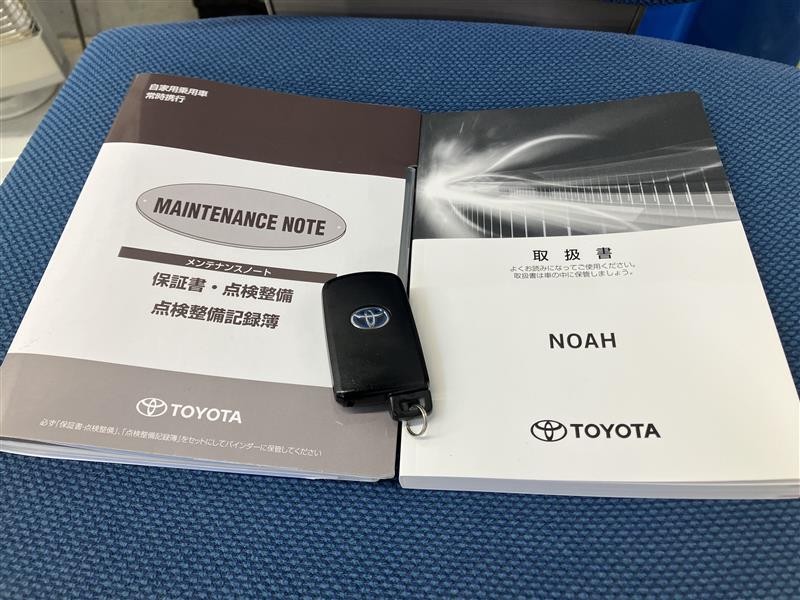 自家用乗用車
常時携行
MAINTENANCE NOTE
メンテナンスノート
保証書・点検整備
点検整備記録簿
TOYOTA
必ず「保証書・点検整備」、「点検整備記録簿」をセットにしてバインダーに保管してください
取扱書
よくお読みになってご使用ください。
取扱書は車の中に保管しましょう。
NOAH
TOYOTA